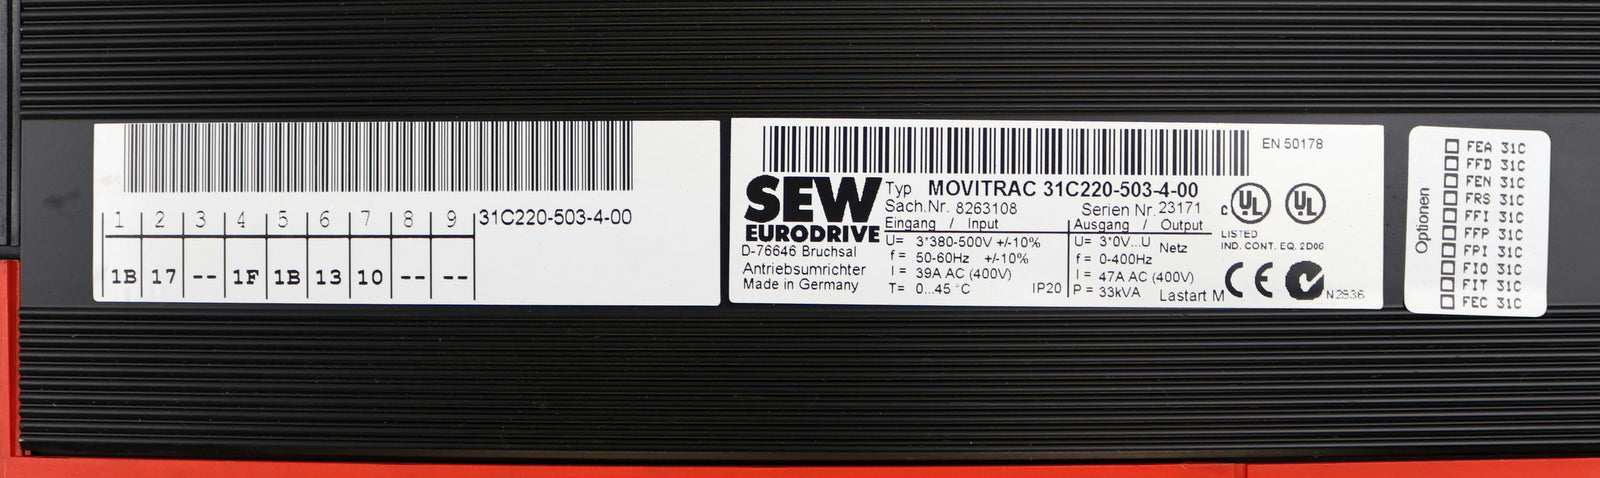 1 2 3 4 5 6 7 8 9 31C220-503-4-00
1B 17 -- 1F 1B 13 10 -- --
EN 50178
SEW
EURODRIVE
D-76646 Bruchsal
Antriebsumrichter
Made in Germany
Typ MOVITRAC 31C220-503-4-00
Sach.Nr. 8263108 Serien Nr. 23171
Eingang / Input
U= 3*380-500V +/-10%
f= 50-60Hz +/-10%
I = 39A AC (400V)
T= 0...45 °C IP20
Ausgang / Output
U= 3*0V...U Netz
f = 0-400Hz
I = 47A AC (400V)
P = 33kVA Lastart M
c UL UL
LISTED
IND. CONT. EQ. 2D06
CE N2936
Optionen
FEA 31C
FFD 31C
FEN 31C
FRS 31C
FFI 31C
FFP 31C
FPI 31C
FIO 31C
FIT 31C
FEC 31C